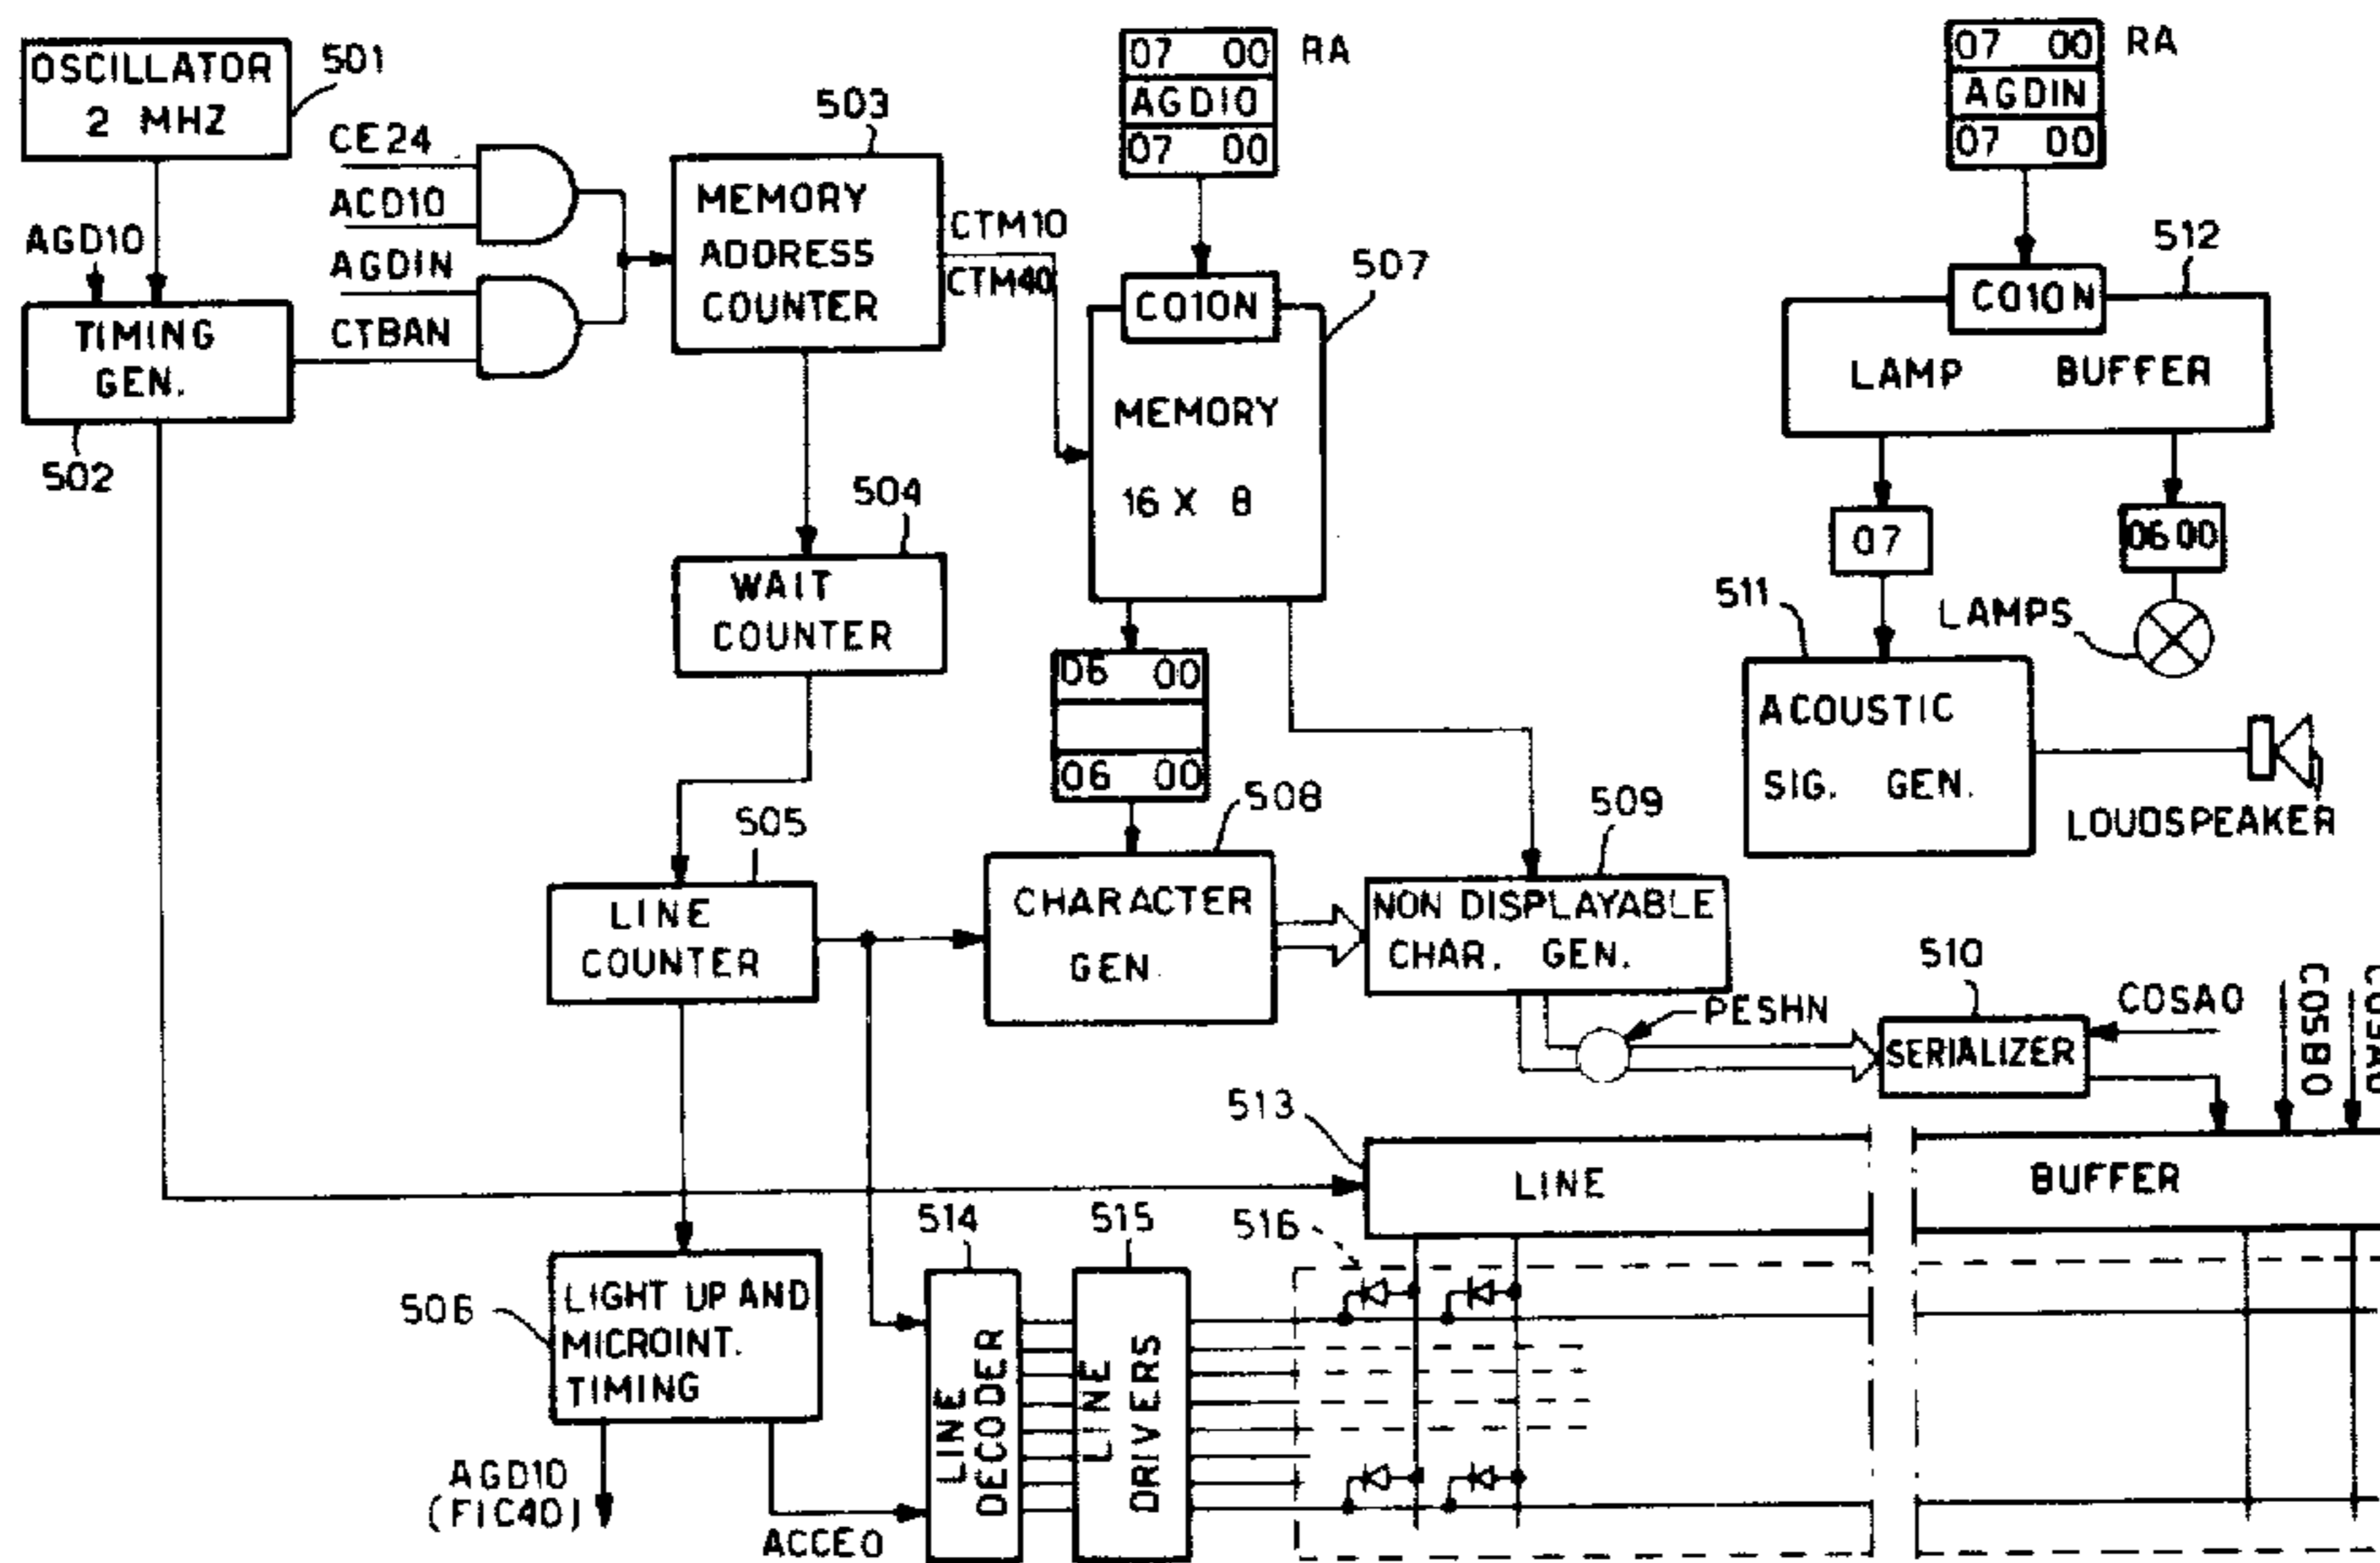 OSCILLATOR
2 MHZ
501
AGD10
TIMING
GEN.
502
CE24
ACD10
AGDIN
CTBAN
503
MEMORY
ADDRESS
COUNTER
CTM10
CTM40
07 00 RA
AGD10
07 00
C010N
507
MEMORY
16 X 8
07 00 RA
AGDIN
07 00
C010N
512
LAMP BUFFER
07
06 00
511
LAMPS
ACOUSTIC
SIG. GEN.
LOUDSPEAKER
504
WAIT
COUNTER
06 00
06 00
505
LINE
COUNTER
508
CHARACTER
GEN.
509
NON DISPLAYABLE
CHAR. GEN.
PESHN
510
SERIALIZER
COSA0
COSB0
COSA0
513
LINE BUFFER
506
LIGHT UP AND
MICROINT.
TIMING
AGD10
(FIC40)
ACCE0
514
LINE
DECODER
515
LINE
DRIVERS
516